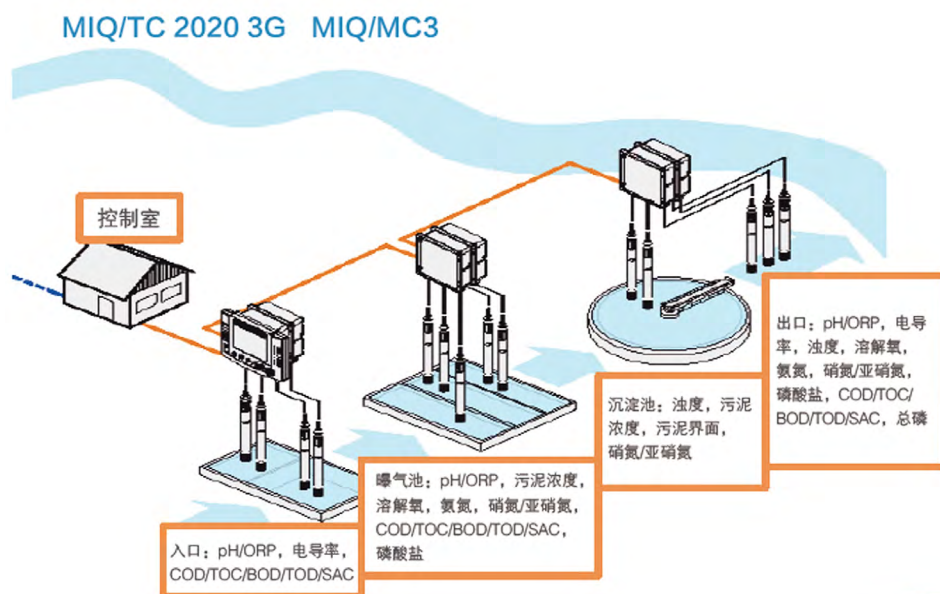 MIQ/TC 2020 3G MIQ/MC3
控制室
入口：pH/ORP，电导率，
COD/TOC/BOD/TOD/SAC
曝气池：pH/ORP，污泥浓度，
溶解氧，氨氮，硝氮/亚硝氮，
COD/TOC/BOD/TOD/SAC，
磷酸盐
沉淀池：浊度，污泥
浓度，污泥界面，
硝氮/亚硝氮
出口：pH/ORP，电导
率，浊度，溶解氧，
氨氮，硝氮/亚硝氮，
磷酸盐，COD/TOC/
BOD/TOD/SAC，总磷